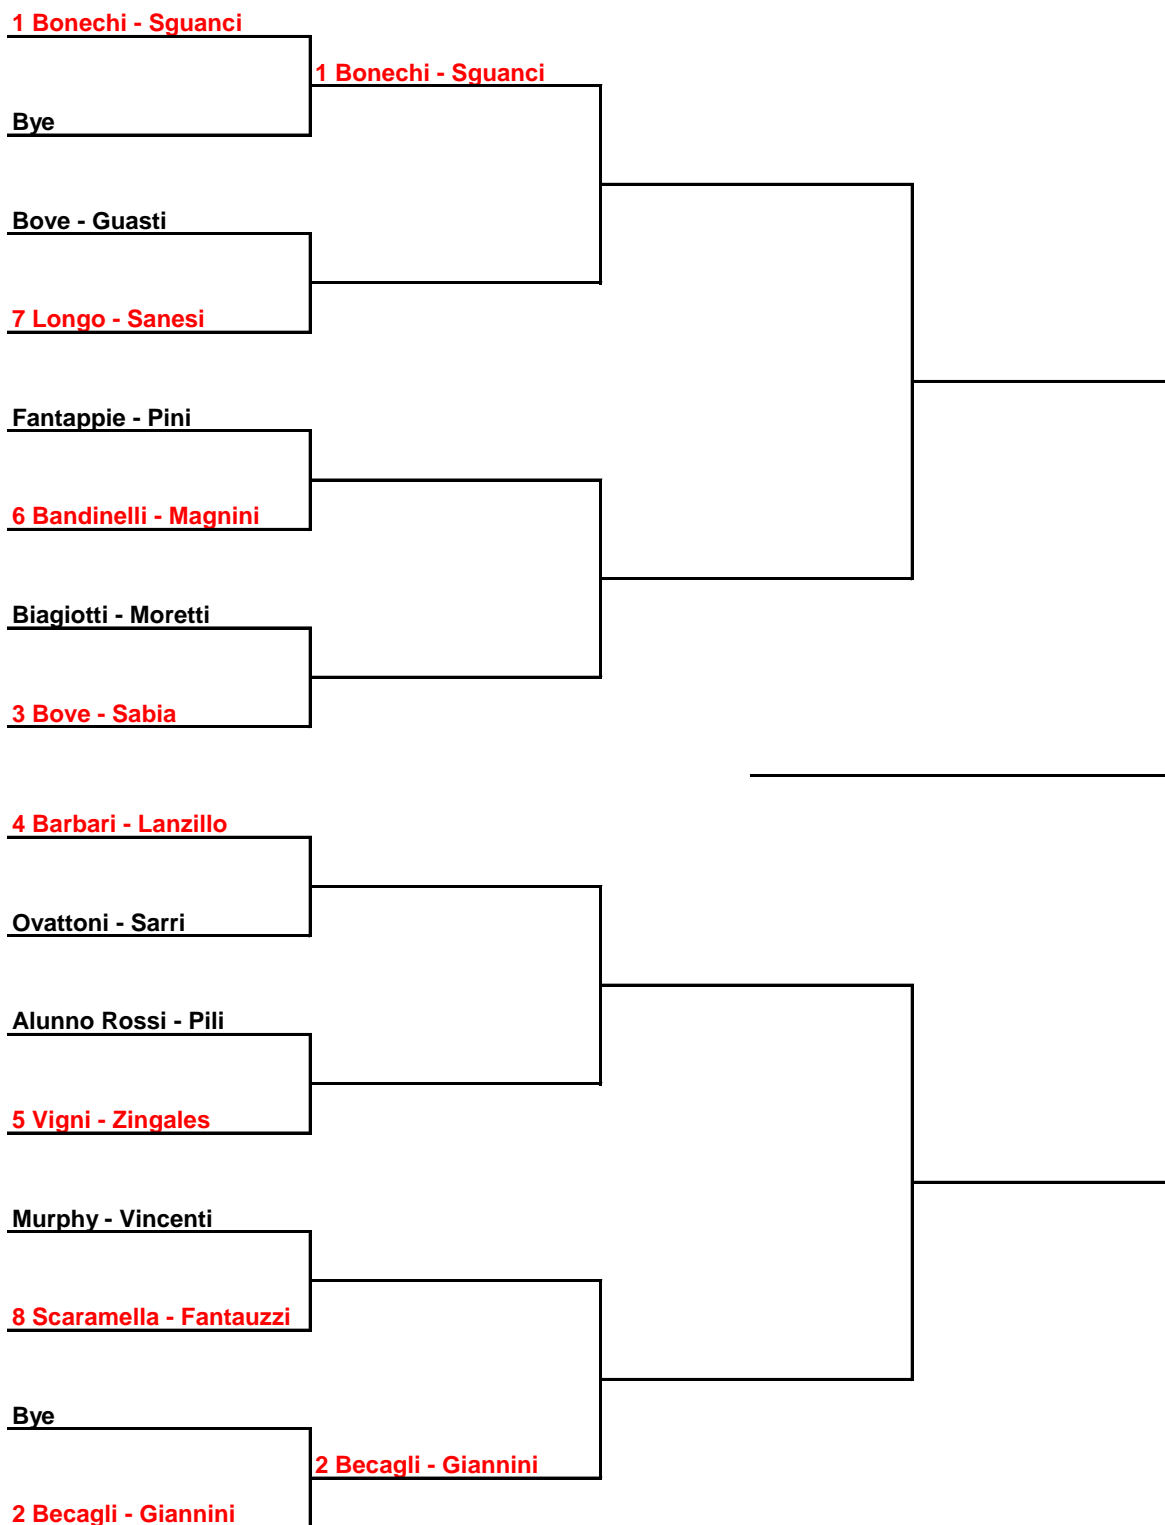 1 Bonechi - Sguanci
1 Bonechi - Sguanci
Bye
Bove - Guasti
7 Longo - Sanesi
Fantappie - Pini
6 Bandinelli - Magnini
Biagiotti - Moretti
3 Bove - Sabia
4 Barbari - Lanzillo
Ovattoni - Sarri
Alunno Rossi - Pili
5 Vigni - Zingales
Murphy - Vincenti
8 Scaramella - Fantauzzi
Bye
2 Becagli - Giannini
2 Becagli - Giannini